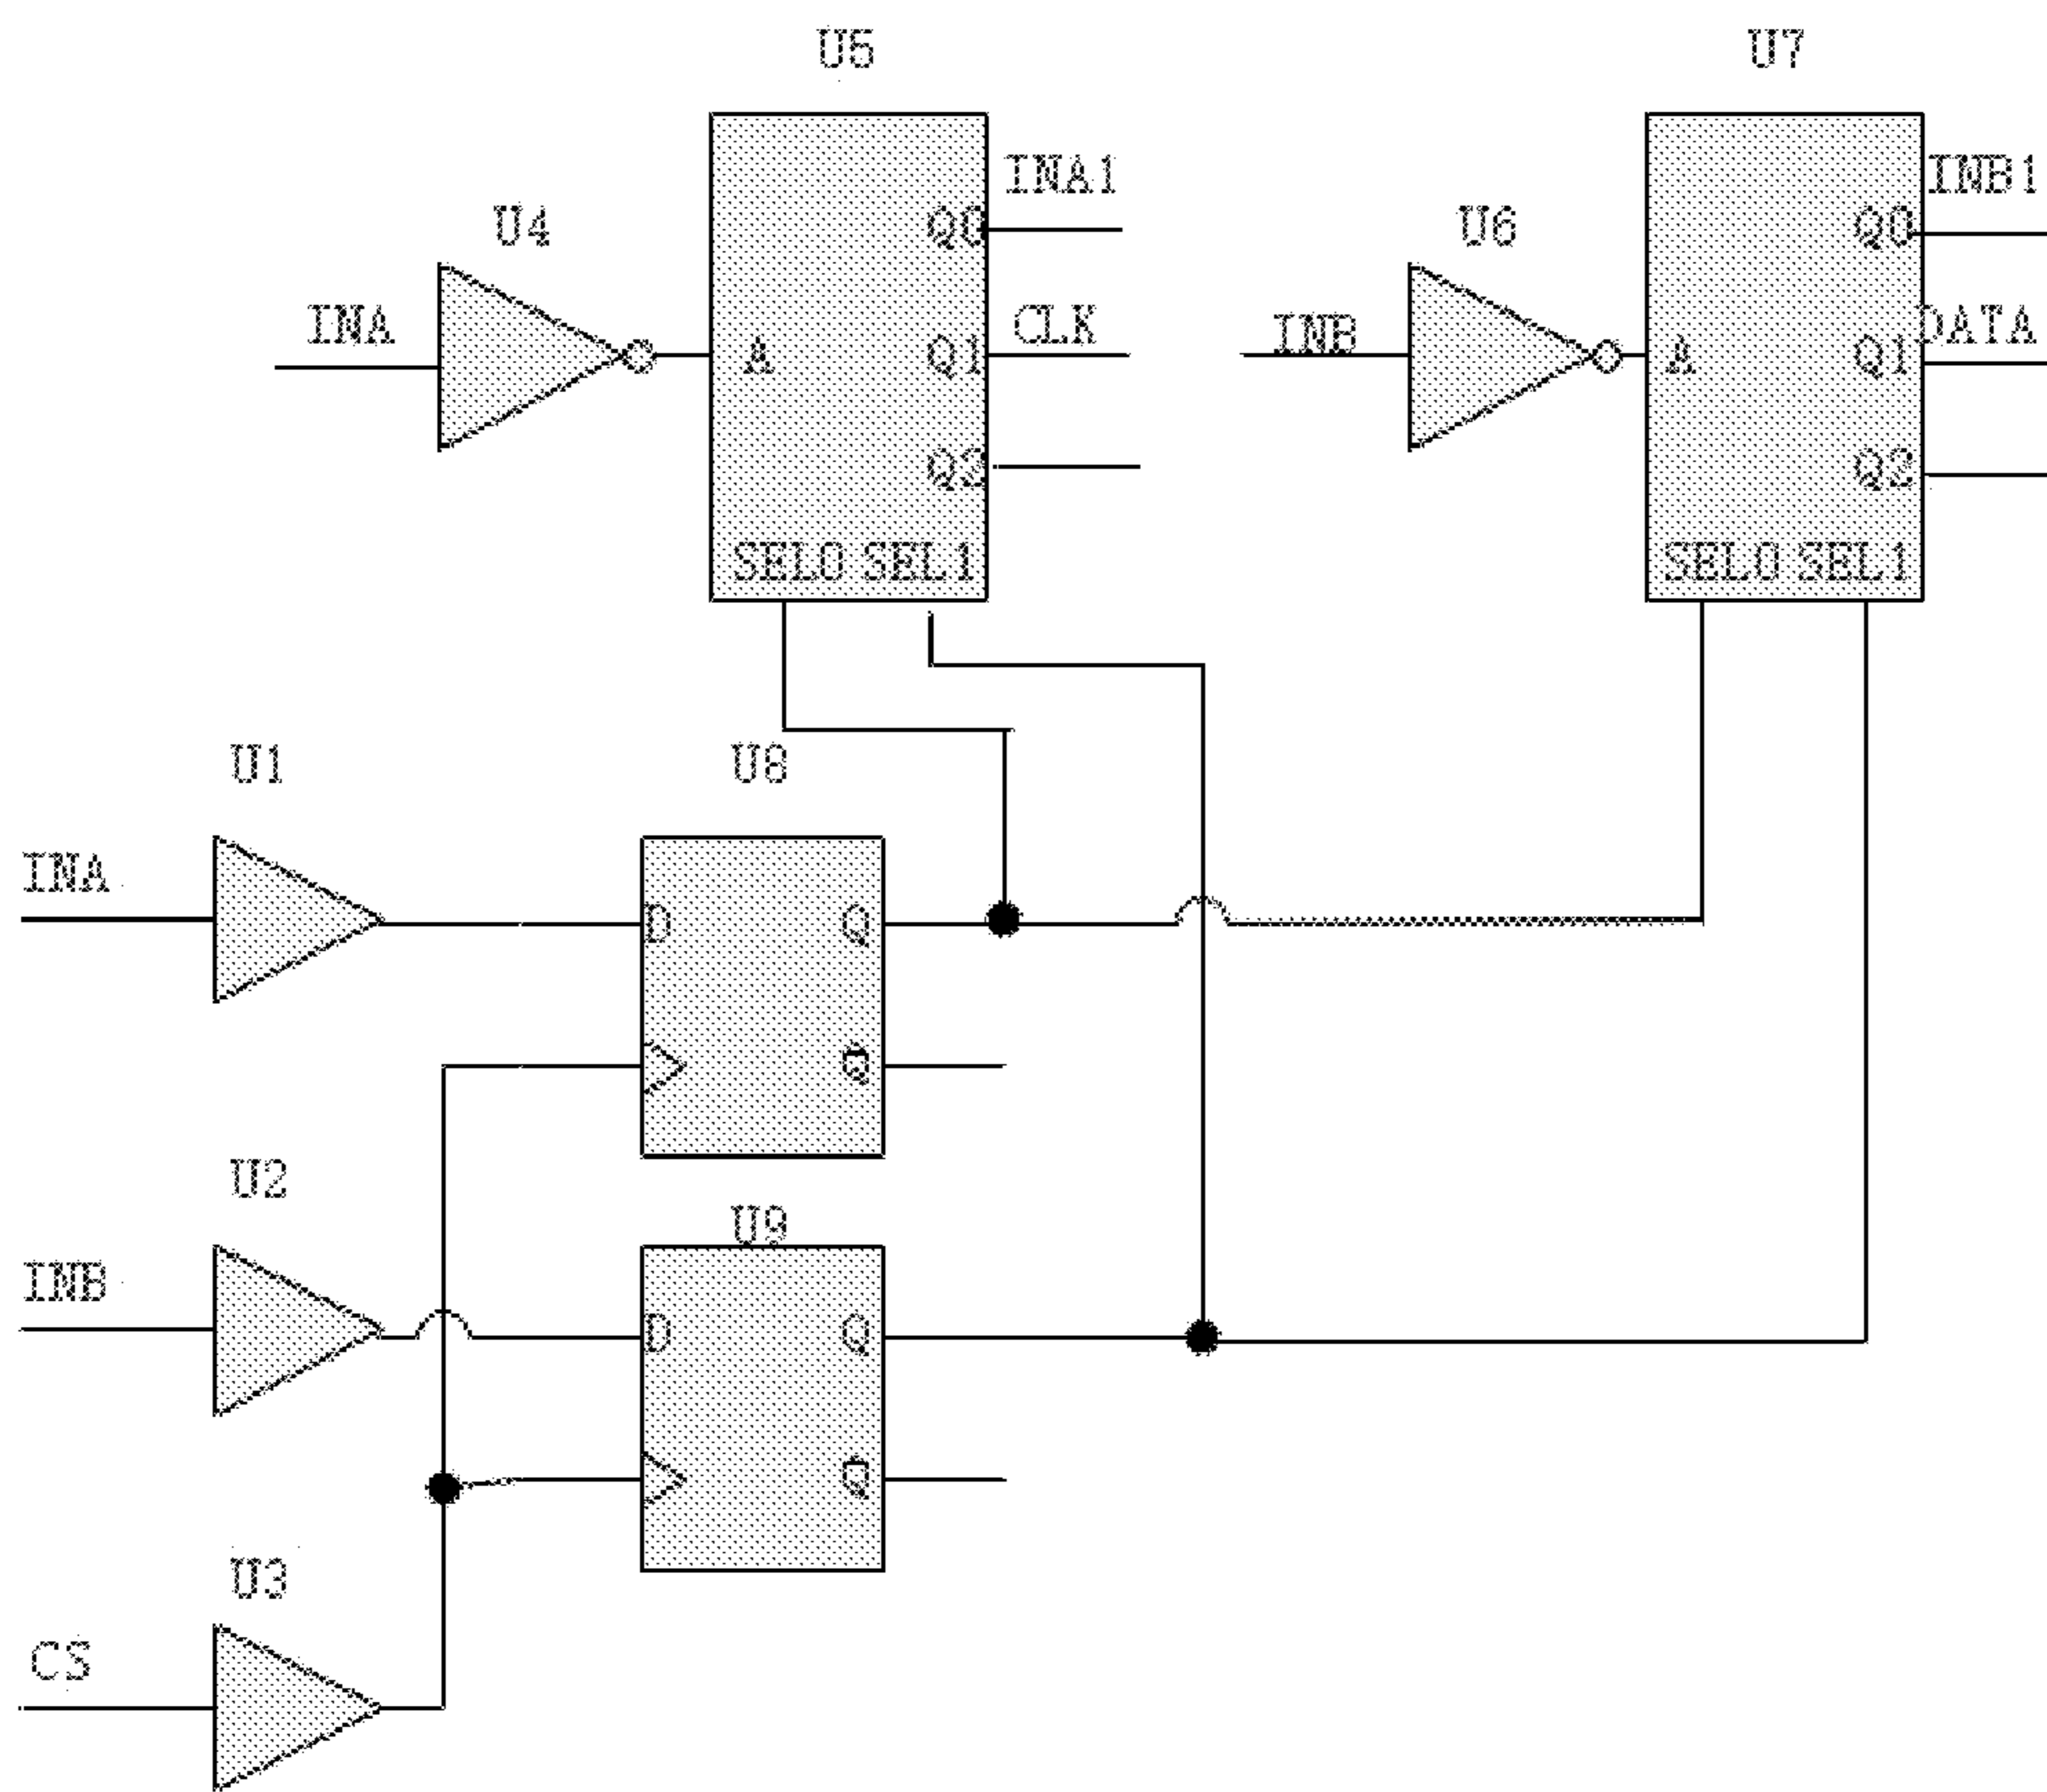 U5
U7
INA1
INB1
U4
Q0
U6
Q0
INA
CLK
INB
DATA
A
Q1
A
Q1
Q2
Q2
SEL0 SEL1
SEL0 SEL1
U1
U8
INA
D
Q
Q̅
U2
U9
INB
D
Q
Q̅
U3
CS